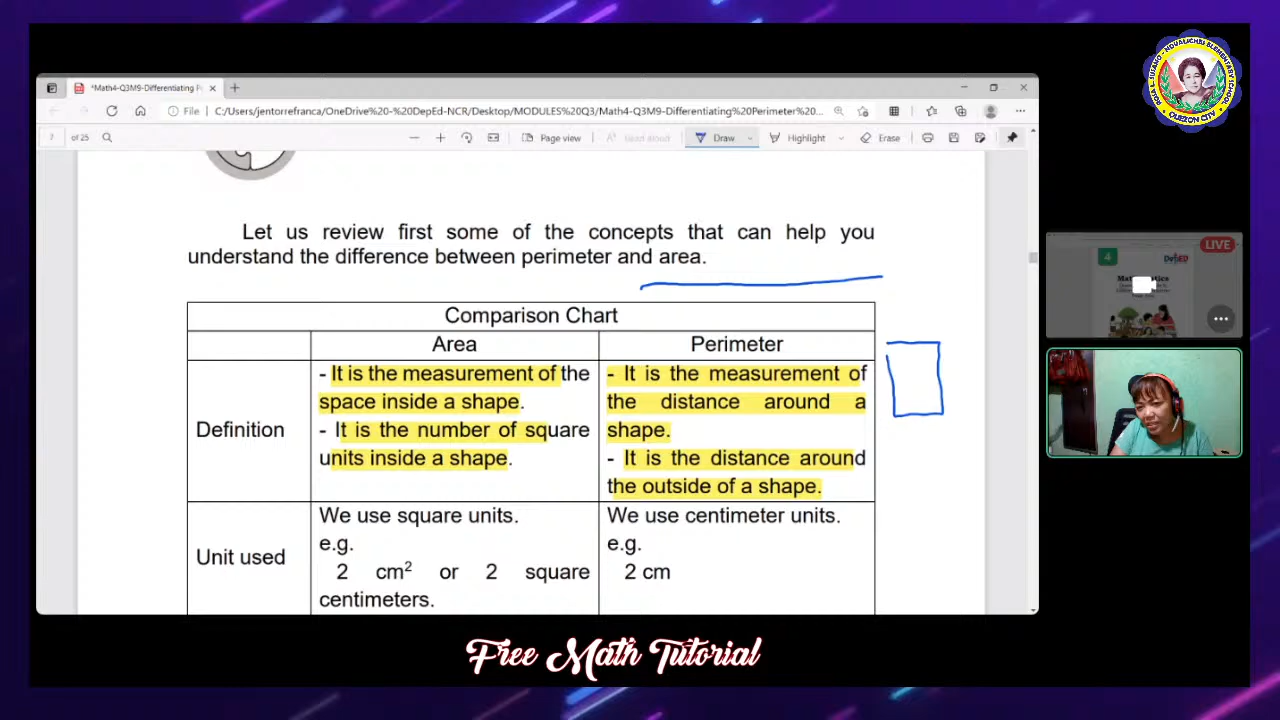 *Math4-Q3M9-Differentiating P
File
C:/Users/jentorrefranca/OneDrive%20-%20DepEd-NCR/Desktop/MODULES%20Q3/Math4-Q3M9-Differentiating%20Perimeter%20...
7 of 25
Page view
Read aloud
Draw
Highlight
Erase
Let us review first some of the concepts that can help you
understand the difference between perimeter and area.
Comparison Chart
Area
Perimeter
Definition
- It is the measurement of the
space inside a shape.
- It is the number of square
units inside a shape.
- It is the measurement of
the distance around a
shape.
- It is the distance around
the outside of a shape.
Unit used
We use square units.
e.g.
2 cm² or 2 square
centimeters.
We use centimeter units.
e.g.
2 cm
LIVE
4
DepED
QUEZON CITY
Free Math Tutorial